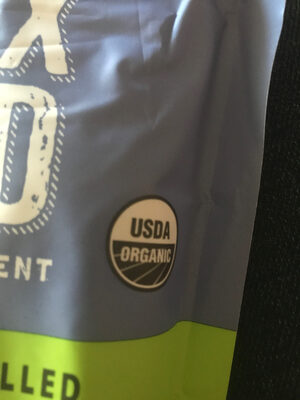 X
D
USDA
ORGANIC
ENT
LLED